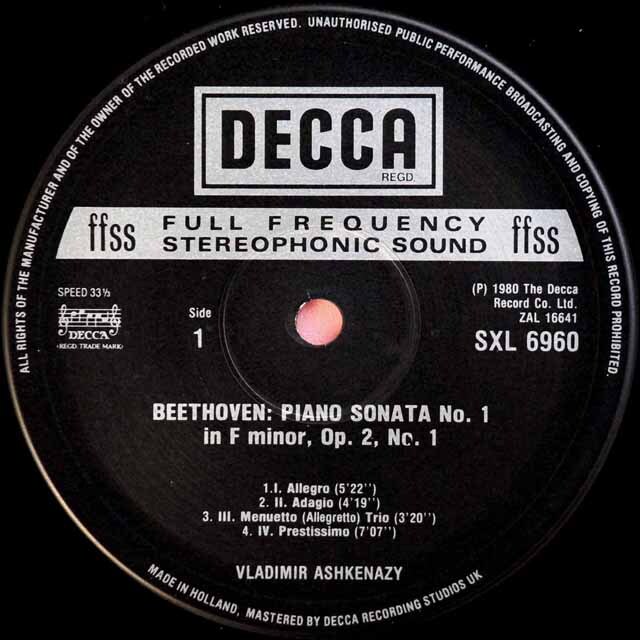 ALL RIGHTS OF THE MANUFACTURER AND OF THE OWNER OF THE RECORDED WORK RESERVED. UNAUTHORISED PUBLIC PERFORMANCE BROADCASTING AND COPYING OF THIS RECORD PROHIBITED.
DECCA
REGD.
ffss FULL FREQUENCY ffss
STEREOPHONIC SOUND
SPEED 33⅓
DECCA
REGD. TRADE MARK
Side
1
(P) 1980 The Decca
Record Co. Ltd.
ZAL 16641
SXL 6960
BEETHOVEN: PIANO SONATA No. 1
in F minor, Op. 2, No. 1
1.I. Allegro (5'22'')
2. II. Adagio (4'19'')
3. III. Menuetto (Allegretto) Trio (3'20'')
4. IV. Prestissimo (7'07'')
VLADIMIR ASHKENAZY
MADE IN HOLLAND, MASTERED BY DECCA RECORDING STUDIOS UK